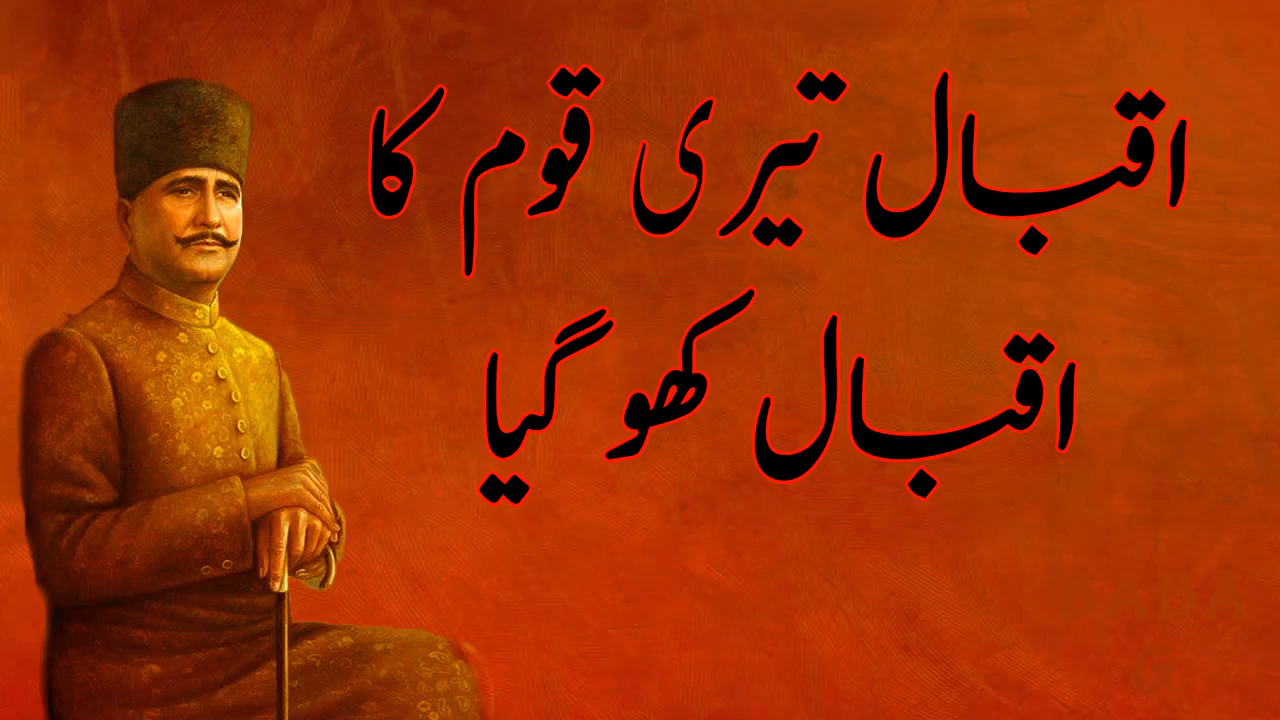 اقبال تیری قوم کا
اقبال کھو گیا